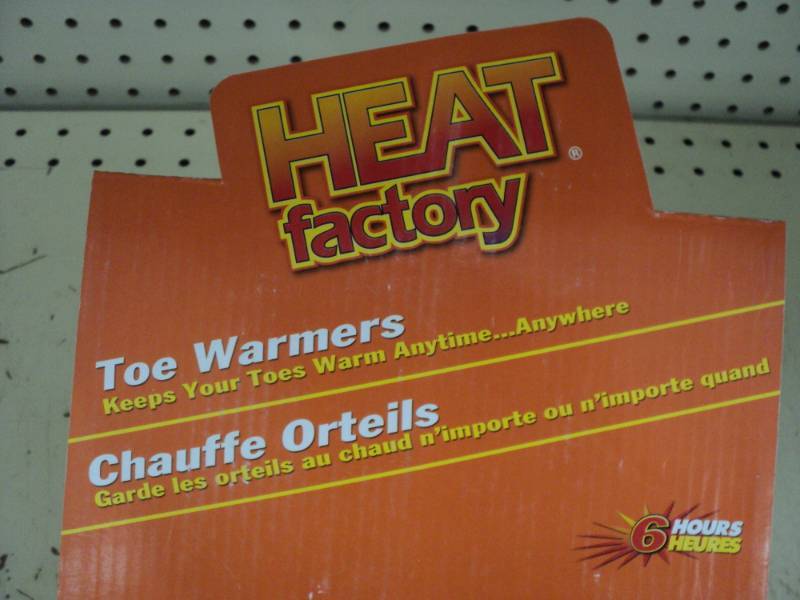 HEAT
factory®
Toe Warmers
Keeps Your Toes Warm Anytime...Anywhere
Chauffe Orteils
Garde les orteils au chaud n'importe ou n'importe quand
6 HOURS
HEURES